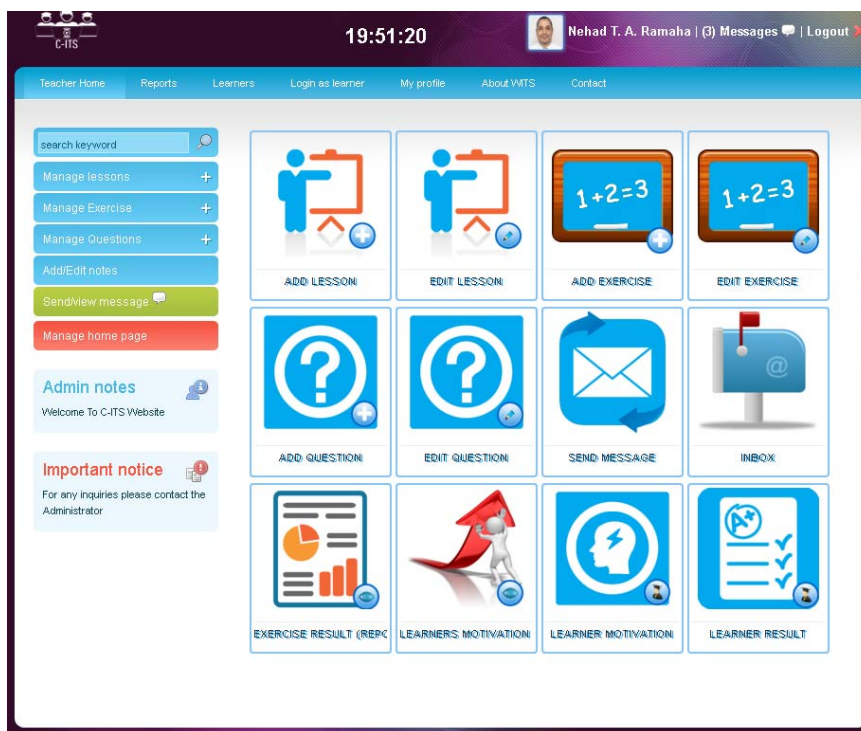 C-ITS
19:51:20
Nehad T. A. Ramaha | (3) Messages | Logout
Teacher Home Reports Learners Login as learner My profile About WITS Contact
search keyword
Manage lessons +
Manage Exercise +
Manage Questions +
Add/Edit notes
Send/view message
Manage home page
Admin notes
Welcome To C-ITS Website
Important notice
For any inquiries please contact the
Administrator
1+2=3
1+2=3
ADD LESSON EDIT LESSON ADD EXERCISE EDIT EXERCISE
@
ADD QUESTION EDIT QUESTION SEND MESSAGE INBOX
A+
EXERCISE RESULT (REPO LEARNERS MOTIVATION LEARNER MOTIVATION LEARNER RESULT